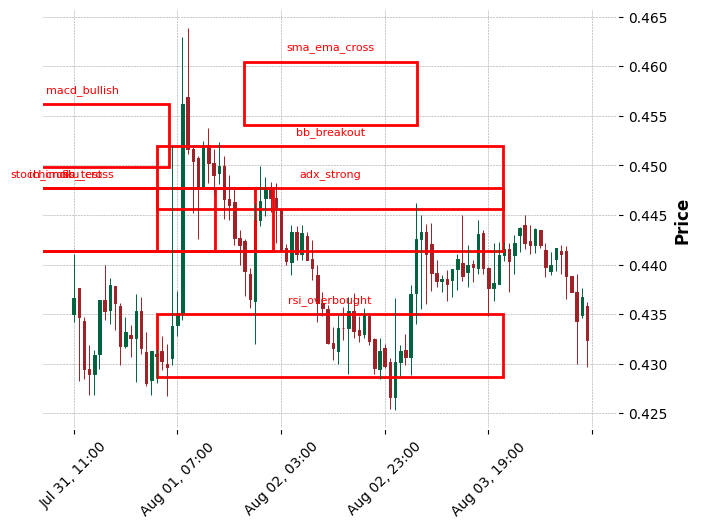 sma_ema_cross
macd_bullish
bb_breakout
adx_strong
rsi_overbought
0.465
0.460
0.455
0.450
0.445
0.440
0.435
0.430
0.425
Price
Jul 31, 11:00
Aug 01, 07:00
Aug 02, 03:00
Aug 02, 23:00
Aug 03, 19:00